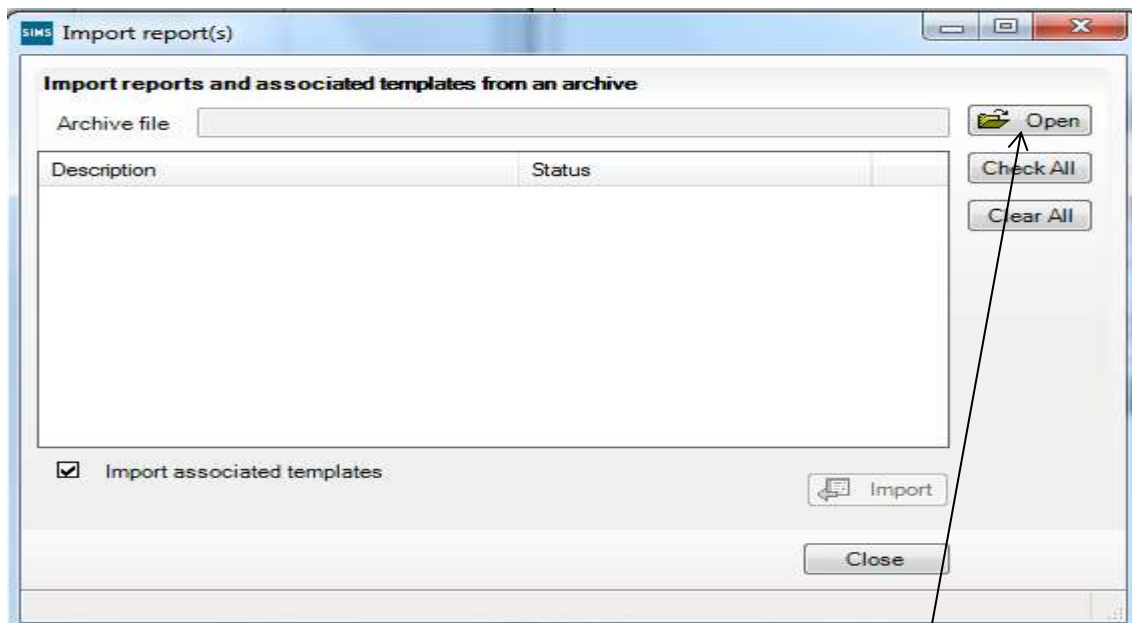 SIMS Import report(s)
Import reports and associated templates from an archive
Archive file
Open
Description Status
Check All
Clear All
Import associated templates
Import
Close